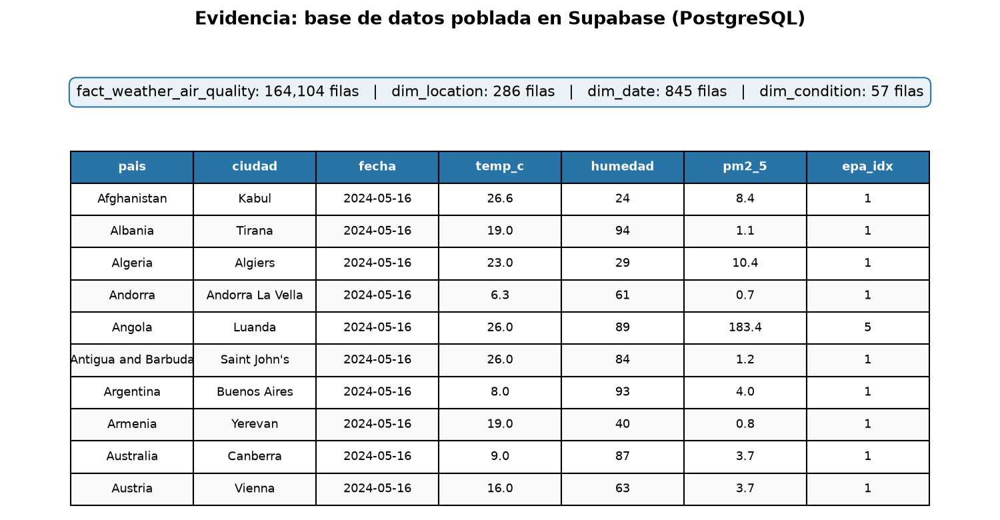 Evidencia: base de datos poblada en Supabase (PostgreSQL)
fact_weather_air_quality: 164,104 filas | dim_location: 286 filas | dim_date: 845 filas | dim_condition: 57 filas
pais ciudad fecha temp_c humedad pm2_5 epa_idx
Afghanistan Kabul 2024-05-16 26.6 24 8.4 1
Albania Tirana 2024-05-16 19.0 94 1.1 1
Algeria Algiers 2024-05-16 23.0 29 10.4 1
Andorra Andorra La Vella 2024-05-16 6.3 61 0.7 1
Angola Luanda 2024-05-16 26.0 89 183.4 5
Antigua and Barbuda Saint John's 2024-05-16 26.0 84 1.2 1
Argentina Buenos Aires 2024-05-16 8.0 93 4.0 1
Armenia Yerevan 2024-05-16 19.0 40 0.8 1
Australia Canberra 2024-05-16 9.0 87 3.7 1
Austria Vienna 2024-05-16 16.0 63 3.7 1